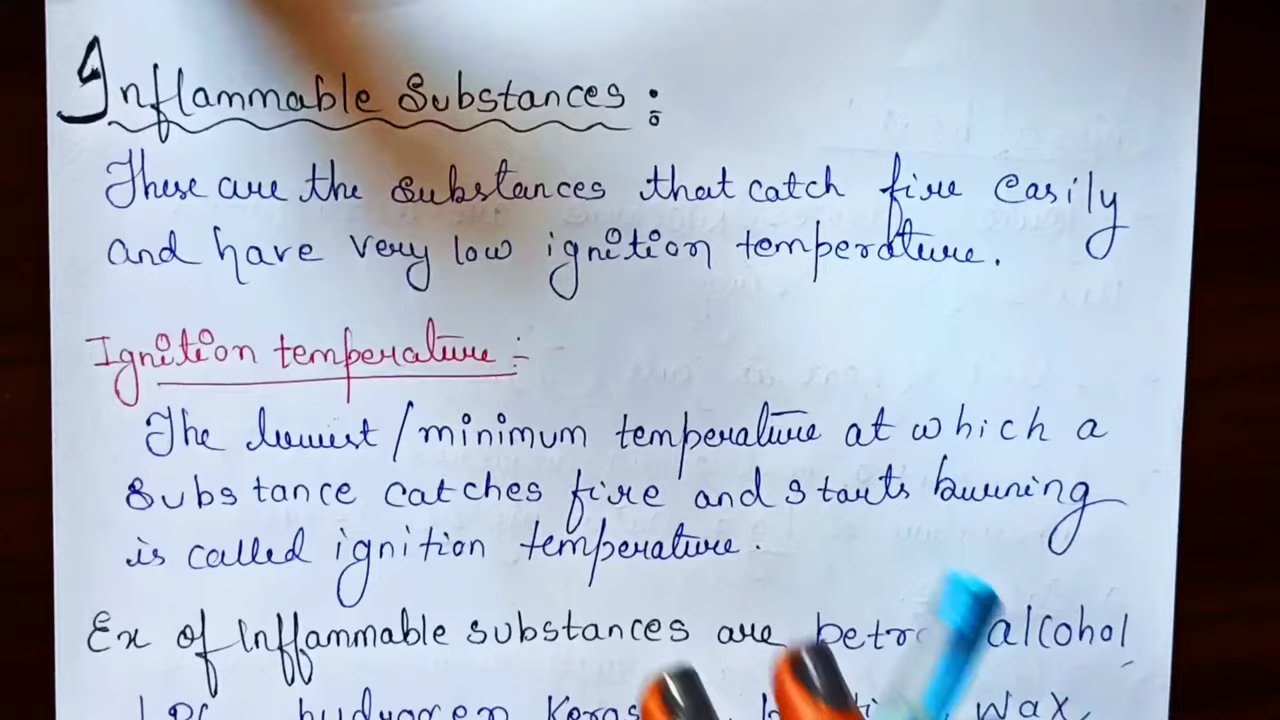 Inflammable Substances :
These are the substances that catch fire easily
and have very low ignition temperature.
Ignition temperature :-
The lowest / minimum temperature at which a
substance catches fire and starts burning
is called ignition temperature.
Ex of Inflammable substances are alcohol
hydrogen Wax,